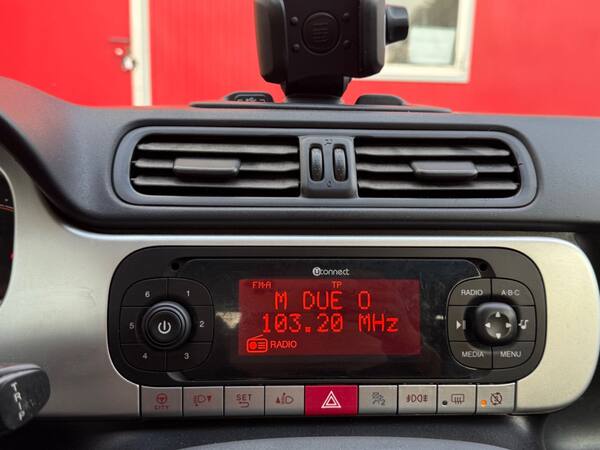 Uconnect
FM-A TP
M DUE O
103.20 MHz
RADIO
6 1
5 2
4 3
RADIO A·B·C
MEDIA MENU
CITY
SET
TRIP